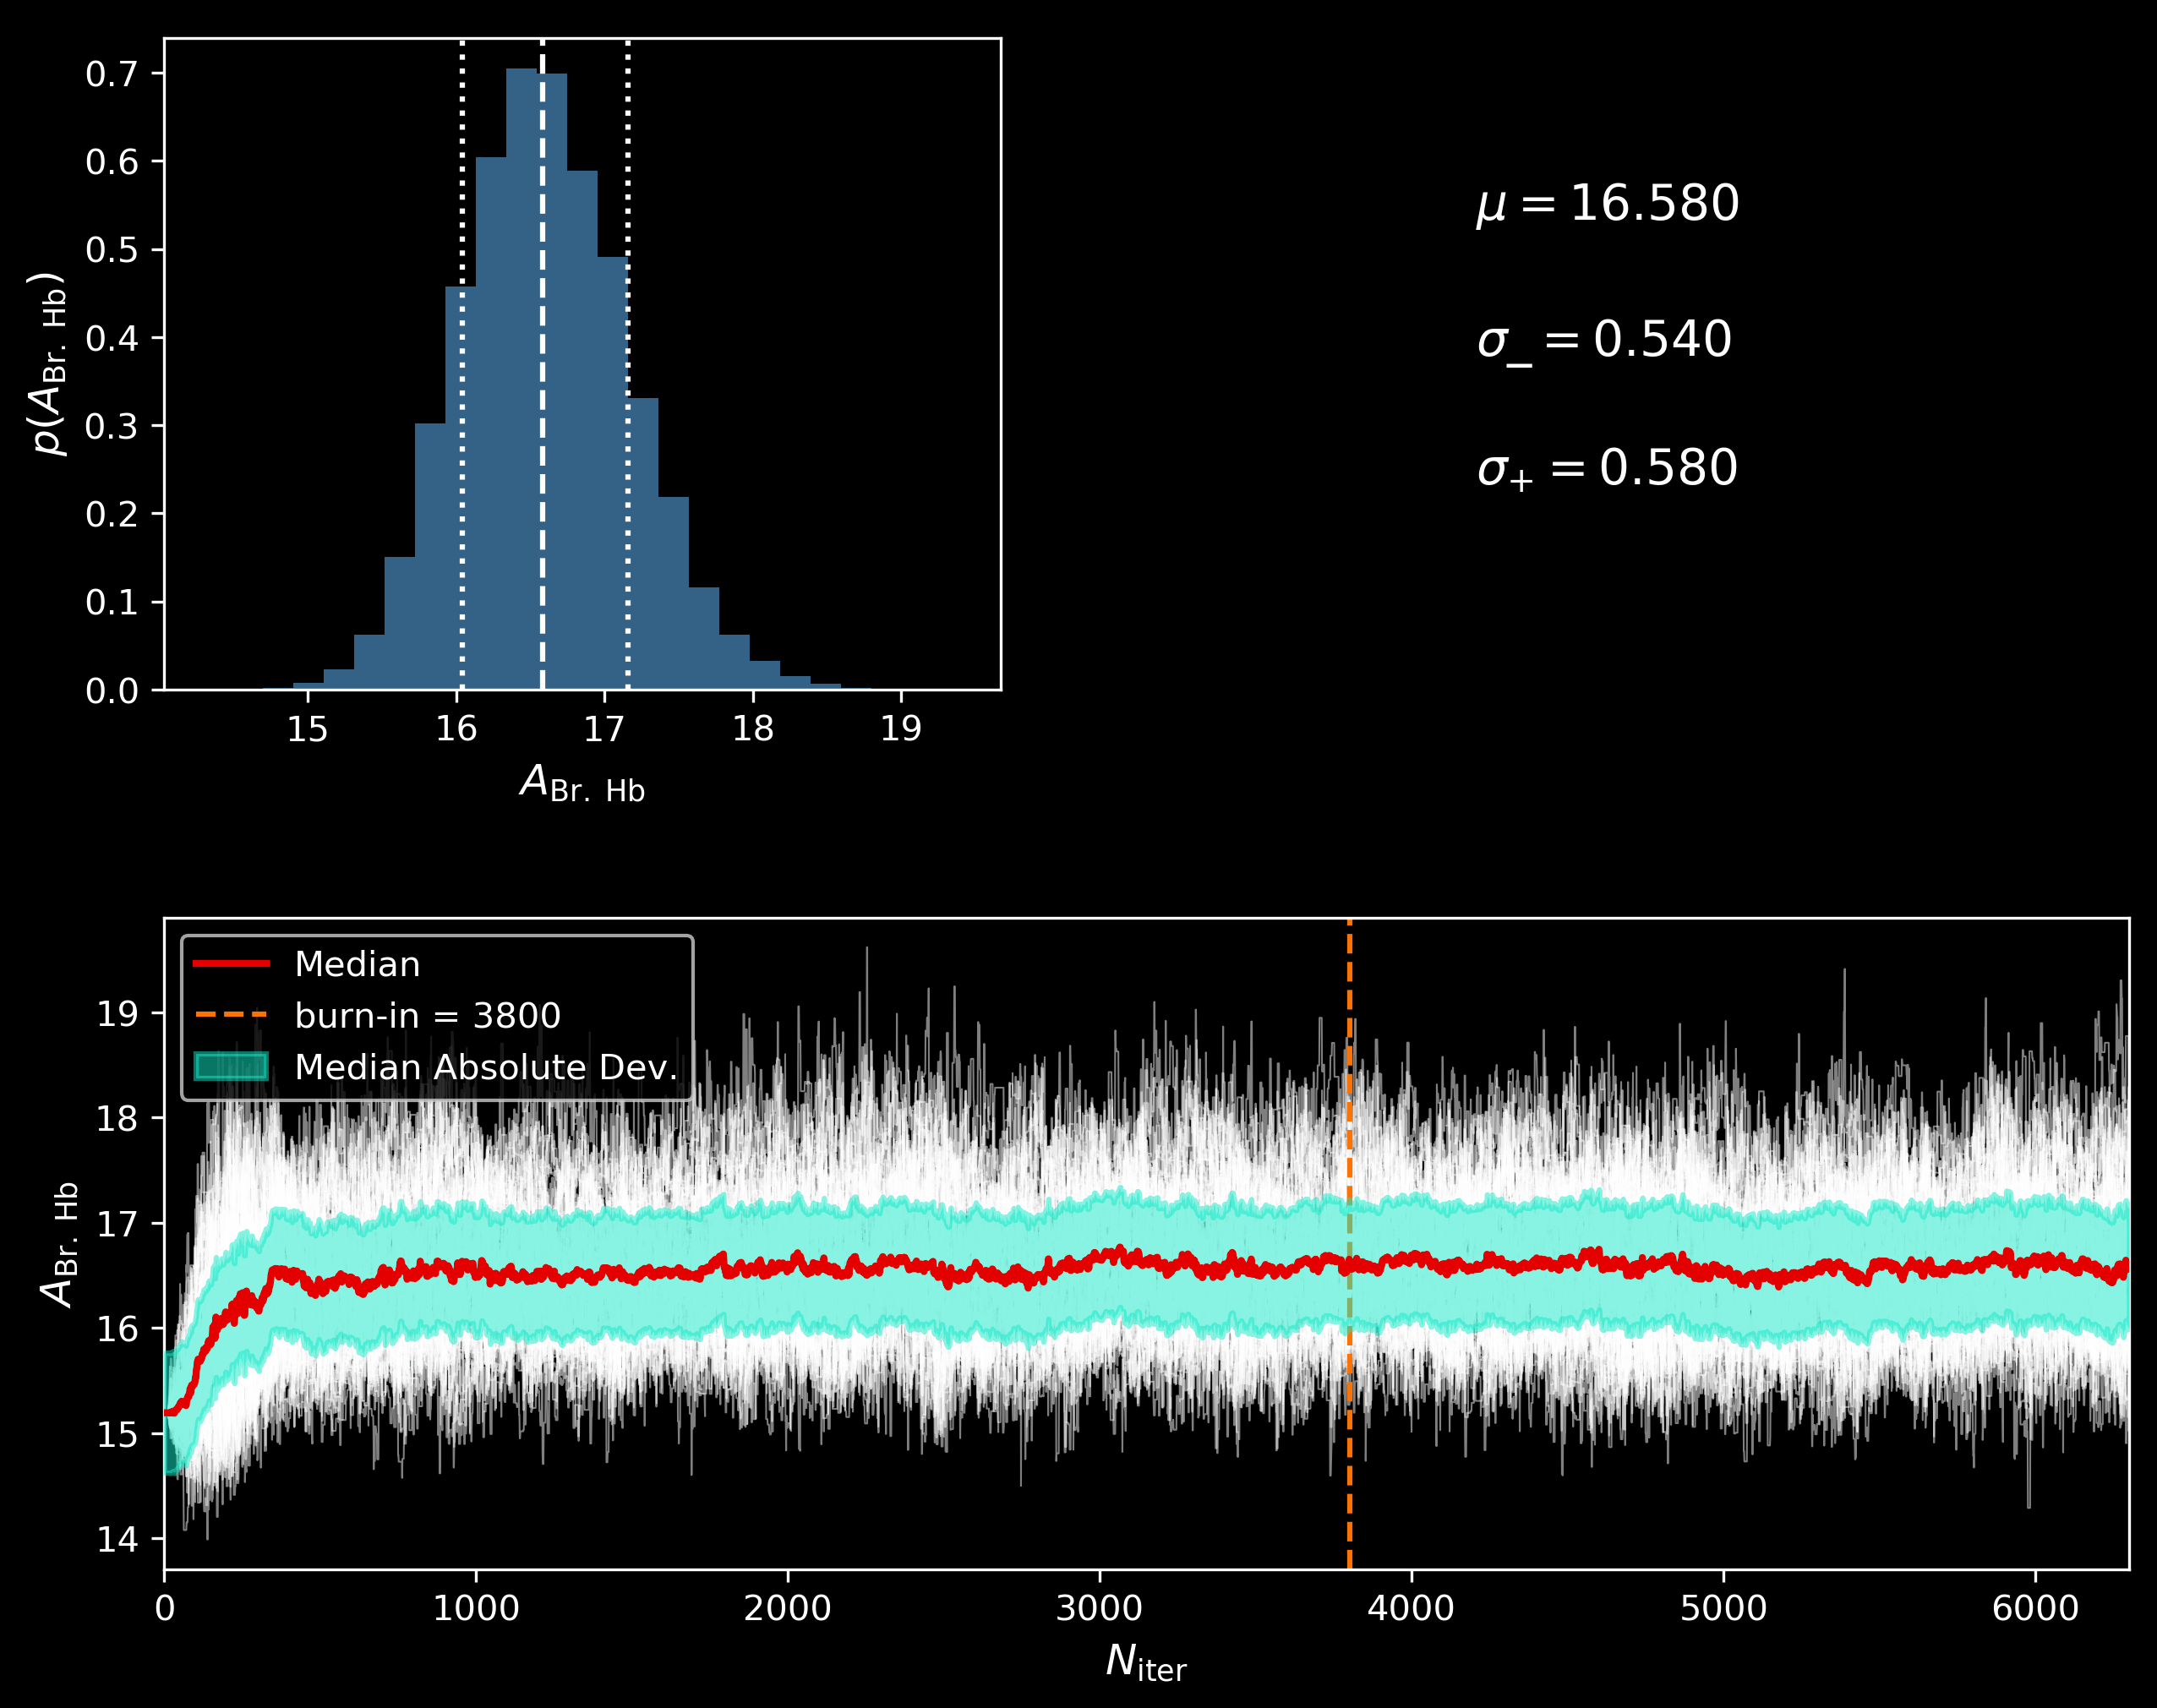 0.7
0.6
0.5
0.4
0.3
0.2
0.1
0.0
p(A_Br. Hb)
15 16 17 18 19
A_Br. Hb
μ = 16.580
σ_− = 0.540
σ_+ = 0.580
Median
burn-in = 3800
Median Absolute Dev.
19
18
17
16
15
14
A_Br. Hb
0 1000 2000 3000 4000 5000 6000
N_iter